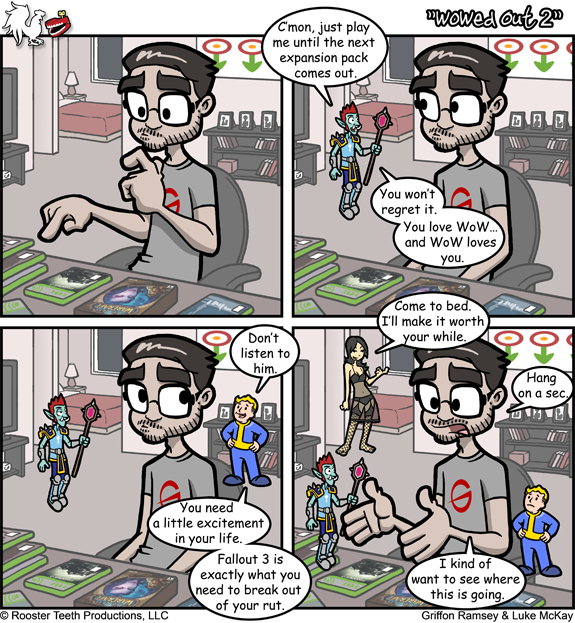 "Wowed Out 2"
C'mon, just play
me until the next
expansion pack
comes out.
You won't
regret it.
You love WoW...
and WoW loves
you.
Don't
listen to
him.
You need
a little excitement
in your life.
Fallout 3 is
exactly what you
need to break out
of your rut.
Come to bed.
I'll make it worth
your while.
Hang
on a sec.
I kind of
want to see where
this is going.
© Rooster Teeth Productions, LLC
Griffon Ramsey & Luke McKay